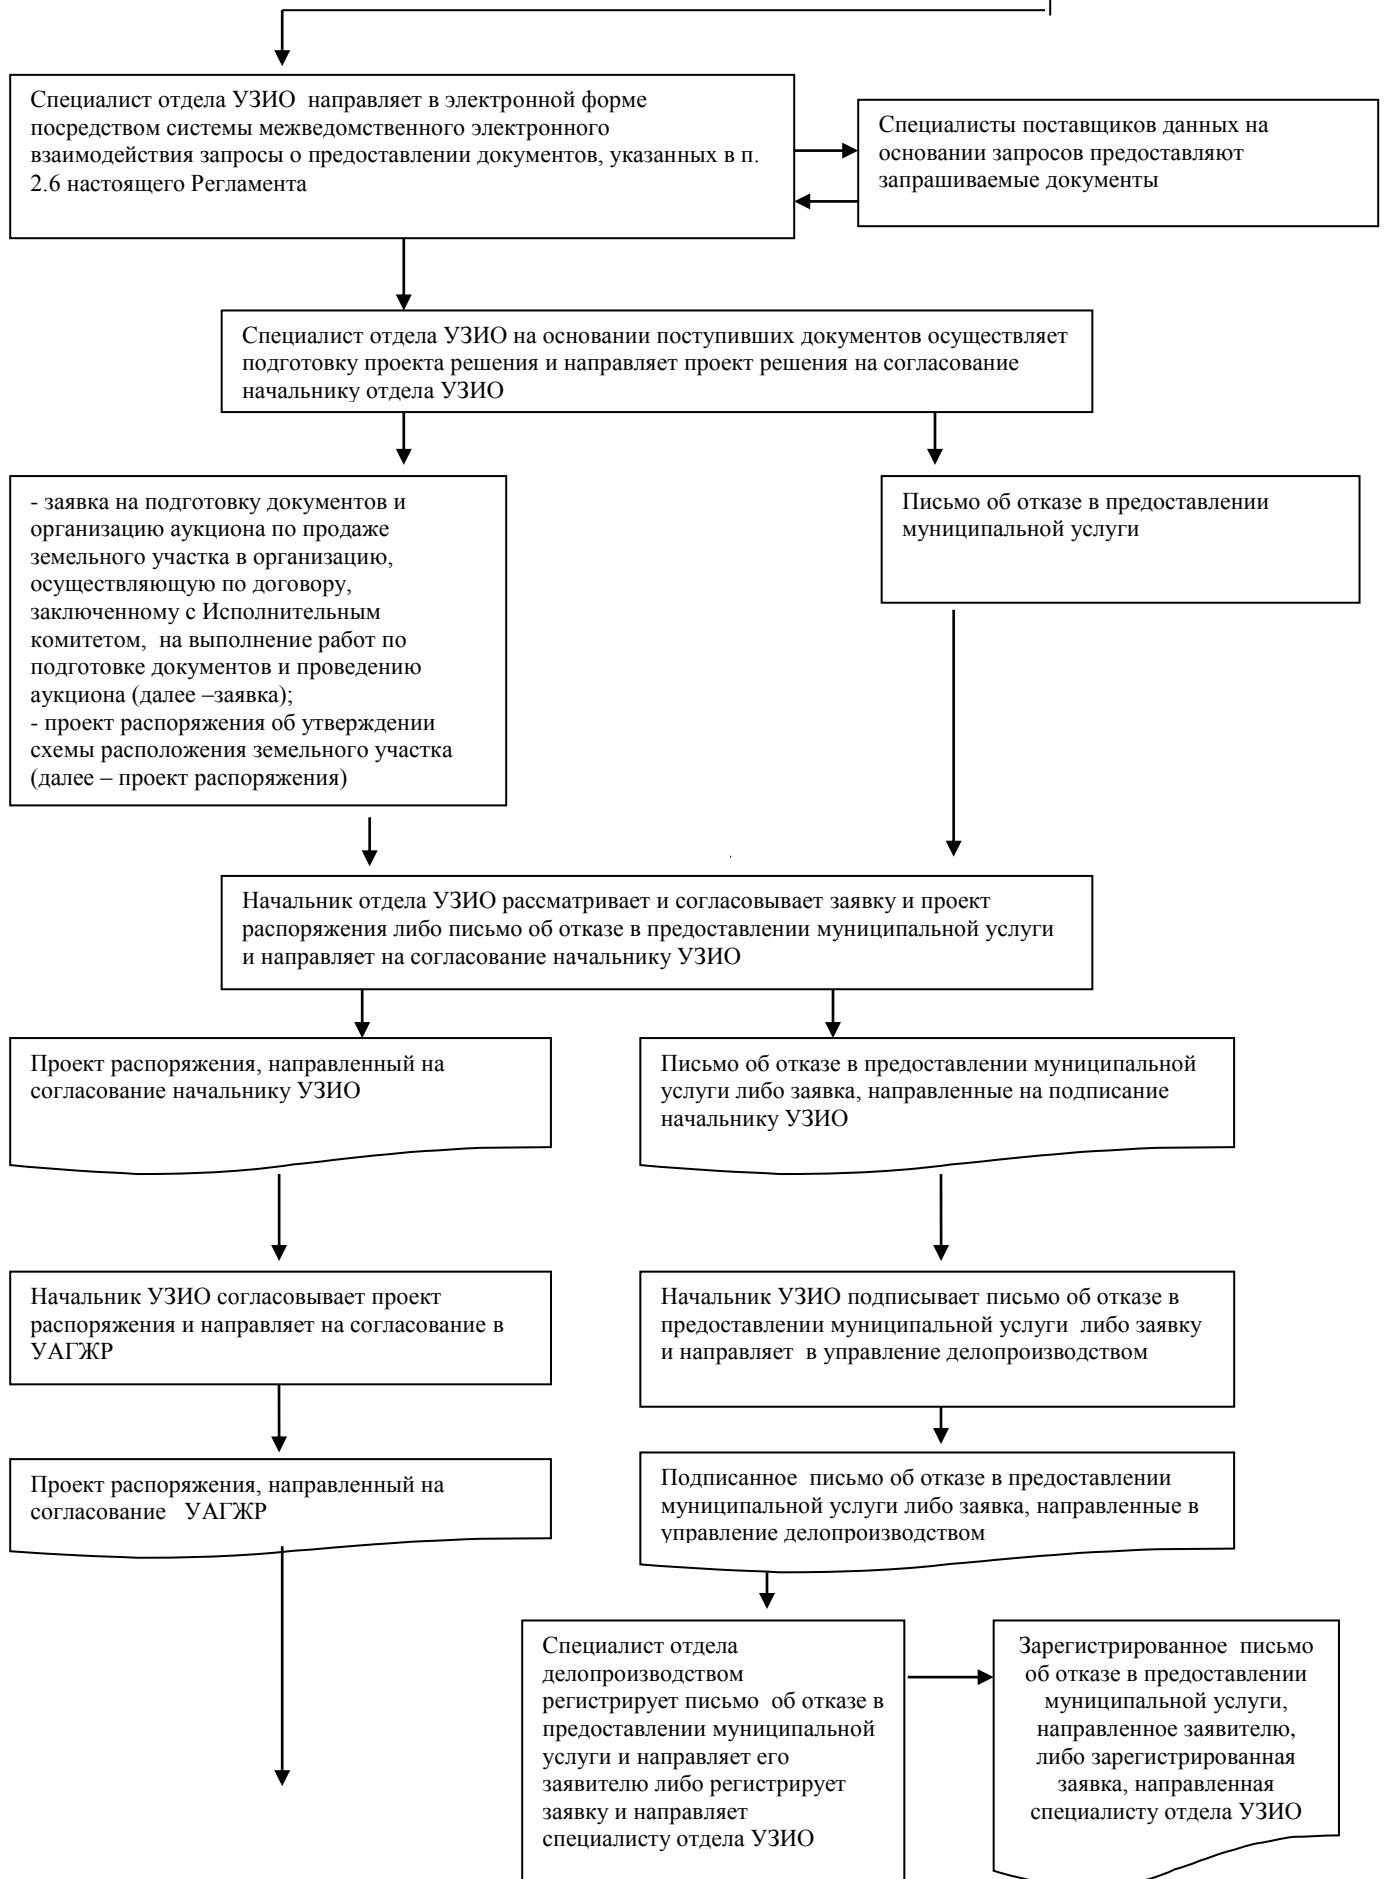 Специалист отдела УЗИО  направляет в электронной форме
посредством системы межведомственного электронного
взаимодействия запросы о предоставлении документов, указанных в п.
2.6 настоящего Регламента
Специалисты поставщиков данных на
основании запросов предоставляют
запрашиваемые документы
Специалист отдела УЗИО на основании поступивших документов осуществляет
подготовку проекта решения и направляет проект решения на согласование
начальнику отдела УЗИО
- заявка на подготовку документов и
организацию аукциона по продаже
земельного участка в организацию,
осуществляющую по договору,
заключенному с Исполнительным
комитетом,  на выполнение работ по
подготовке документов и проведению
аукциона (далее –заявка);
- проект распоряжения об утверждении
схемы расположения земельного участка
(далее – проект распоряжения)
Письмо об отказе в предоставлении
муниципальной услуги
Начальник отдела УЗИО рассматривает и согласовывает заявку и проект
распоряжения либо письмо об отказе в предоставлении муниципальной услуги
и направляет на согласование начальнику УЗИО
Проект распоряжения, направленный на
согласование начальнику УЗИО
Письмо об отказе в предоставлении муниципальной
услуги либо заявка, направленные на подписание
начальнику УЗИО
Начальник УЗИО согласовывает проект
распоряжения и направляет на согласование в
УАГЖР
Начальник УЗИО подписывает письмо об отказе в
предоставлении муниципальной услуги  либо заявку
и направляет  в управление делопроизводством
Проект распоряжения, направленный на
согласование   УАГЖР
Подписанное  письмо об отказе в предоставлении
муниципальной услуги либо заявка, направленные в
управление делопроизводством
Специалист отдела
делопроизводством
регистрирует письмо  об отказе в
предоставлении муниципальной
услуги и направляет его
заявителю либо регистрирует
заявку и направляет
специалисту отдела УЗИО
Зарегистрированное  письмо
об отказе в предоставлении
муниципальной услуги,
направленное заявителю,
либо зарегистрированная
заявка, направленная
специалисту отдела УЗИО